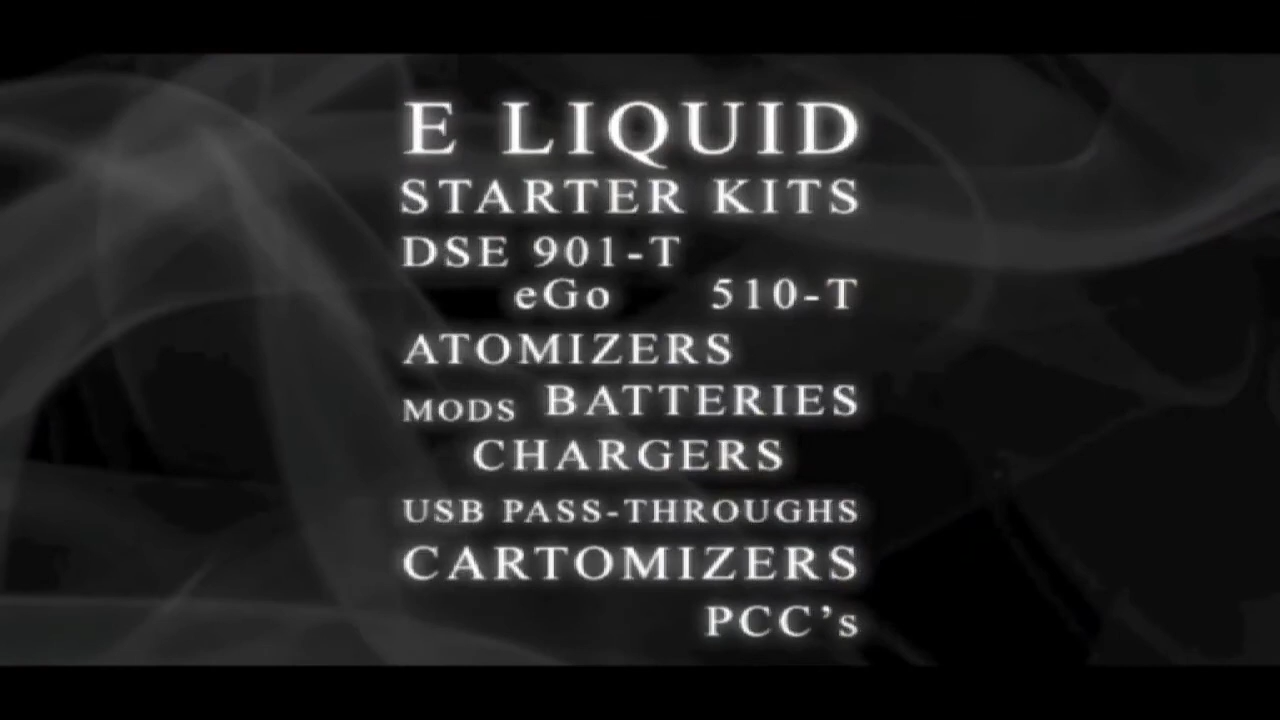 E LIQUID
STARTER KITS
DSE 901-T
eGo 510-T
ATOMIZERS
MODS BATTERIES
CHARGERS
USB PASS-THROUGHS
CARTOMIZERS
PCC’s